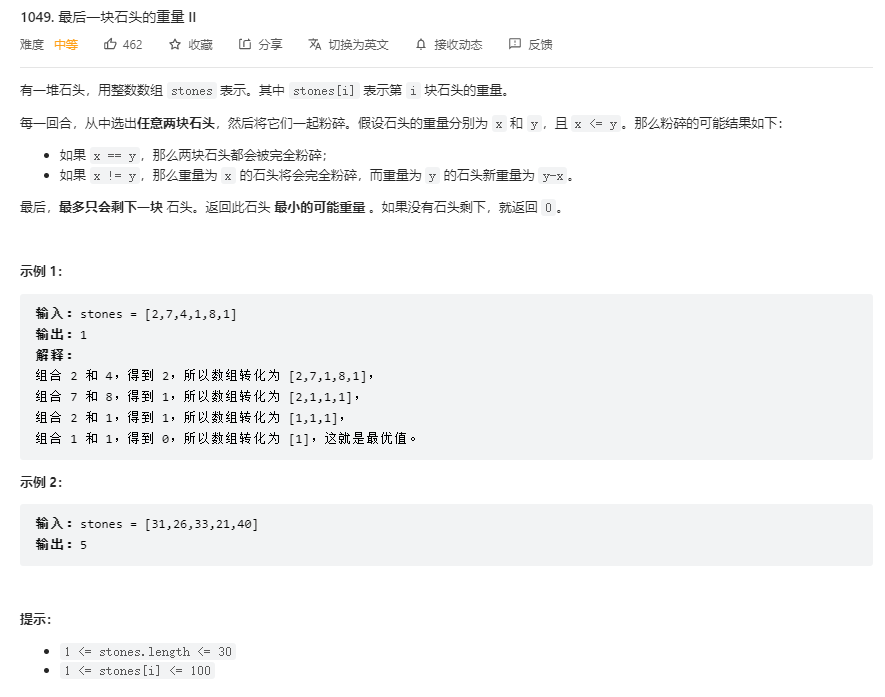 1049. 最后一块石头的重量 II
难度 中等 462 收藏 分享 切换为英文 接收动态 反馈
有一堆石头，用整数数组 stones 表示。其中 stones[i] 表示第 i 块石头的重量。
每一回合，从中选出任意两块石头，然后将它们一起粉碎。假设石头的重量分别为 x 和 y，且 x <= y。那么粉碎的可能结果如下：
• 如果 x == y，那么两块石头都会被完全粉碎；
• 如果 x != y，那么重量为 x 的石头将会完全粉碎，而重量为 y 的石头新重量为 y-x。
最后，最多只会剩下一块 石头。返回此石头 最小的可能重量 。如果没有石头剩下，就返回 0。
示例 1：
输入：stones = [2,7,4,1,8,1]
输出：1
解释：
组合 2 和 4，得到 2，所以数组转化为 [2,7,1,8,1]，
组合 7 和 8，得到 1，所以数组转化为 [2,1,1,1]，
组合 2 和 1，得到 1，所以数组转化为 [1,1,1]，
组合 1 和 1，得到 0，所以数组转化为 [1]，这就是最优值。
示例 2：
输入：stones = [31,26,33,21,40]
输出：5
提示：
• 1 <= stones.length <= 30
• 1 <= stones[i] <= 100